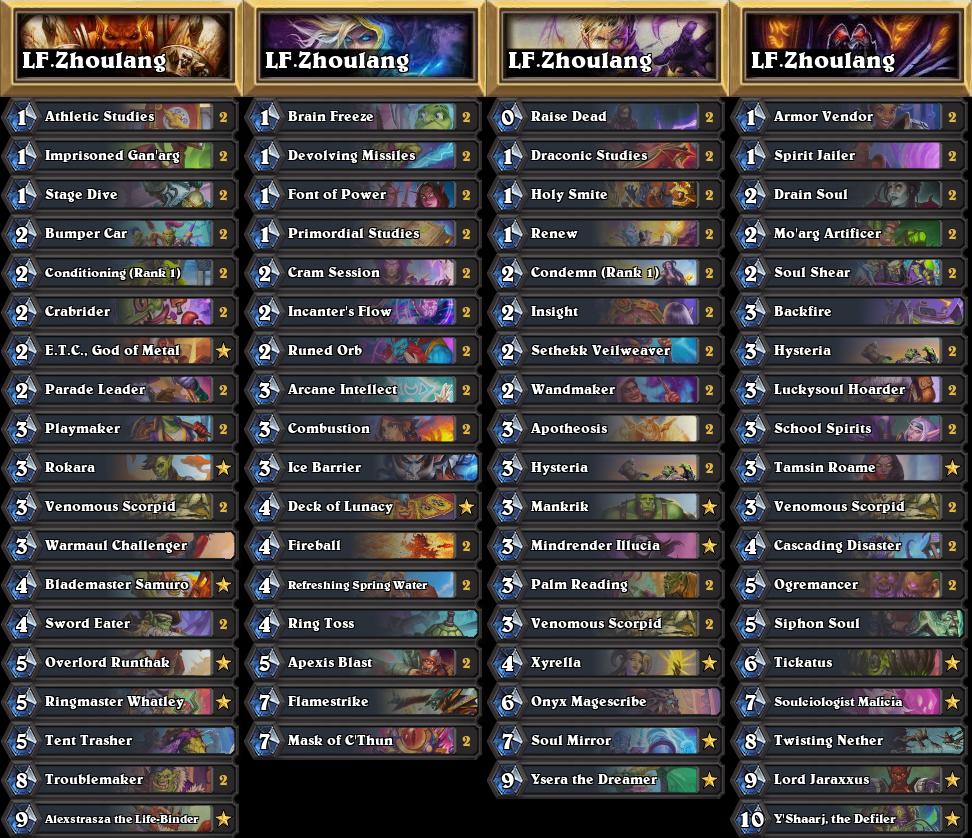 LF.Zhoulang
1 Athletic Studies 2
1 Imprisoned Gan'arg 2
1 Stage Dive 2
2 Bumper Car 2
2 Conditioning (Rank 1) 2
2 Crabrider 2
2 E.T.C., God of Metal
2 Parade Leader 2
3 Playmaker 2
3 Rokara
3 Venomous Scorpid 2
3 Warmaul Challenger
4 Blademaster Samuro
4 Sword Eater 2
5 Overlord Runthak
5 Ringmaster Whatley
5 Tent Trasher
8 Troublemaker 2
9 Alexstrasza the Life-Binder
LF.Zhoulang
1 Brain Freeze 2
1 Devolving Missiles 2
1 Font of Power 2
1 Primordial Studies 2
2 Cram Session 2
2 Incanter's Flow 2
2 Runed Orb 2
3 Arcane Intellect 2
3 Combustion 2
3 Ice Barrier
4 Deck of Lunacy
4 Fireball 2
4 Refreshing Spring Water 2
4 Ring Toss
5 Apexis Blast 2
7 Flamestrike
7 Mask of C'Thun 2
LF.Zhoulang
0 Raise Dead 2
1 Draconic Studies 2
1 Holy Smite 2
1 Renew 2
2 Condemn (Rank 1) 2
2 Insight 2
2 Sethekk Veilweaver 2
2 Wandmaker 2
3 Apotheosis 2
3 Hysteria 2
3 Mankrik
3 Mindrender Illucia
3 Palm Reading 2
3 Venomous Scorpid 2
4 Xyrella
6 Onyx Magescribe
7 Soul Mirror
9 Ysera the Dreamer
LF.Zhoulang
1 Armor Vendor 2
1 Spirit Jailer 2
2 Drain Soul 2
2 Mo'arg Artificer 2
2 Soul Shear 2
3 Backfire
3 Hysteria 2
3 Luckysoul Hoarder 2
3 School Spirits 2
3 Tamsin Roame
3 Venomous Scorpid 2
4 Cascading Disaster 2
5 Ogremancer 2
5 Siphon Soul
6 Tickatus
7 Soulciologist Malicia
8 Twisting Nether
9 Lord Jaraxxus
10 Y'Shaarj, the Defiler